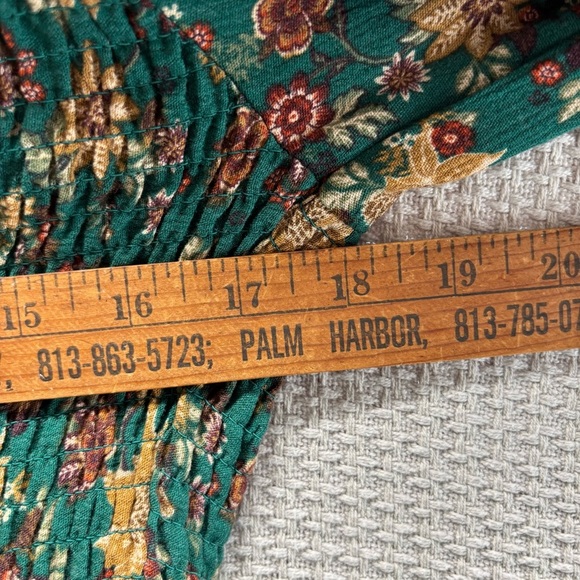 15 16 17 18 19 20
, 813-863-5723; PALM HARBOR, 813-785-07